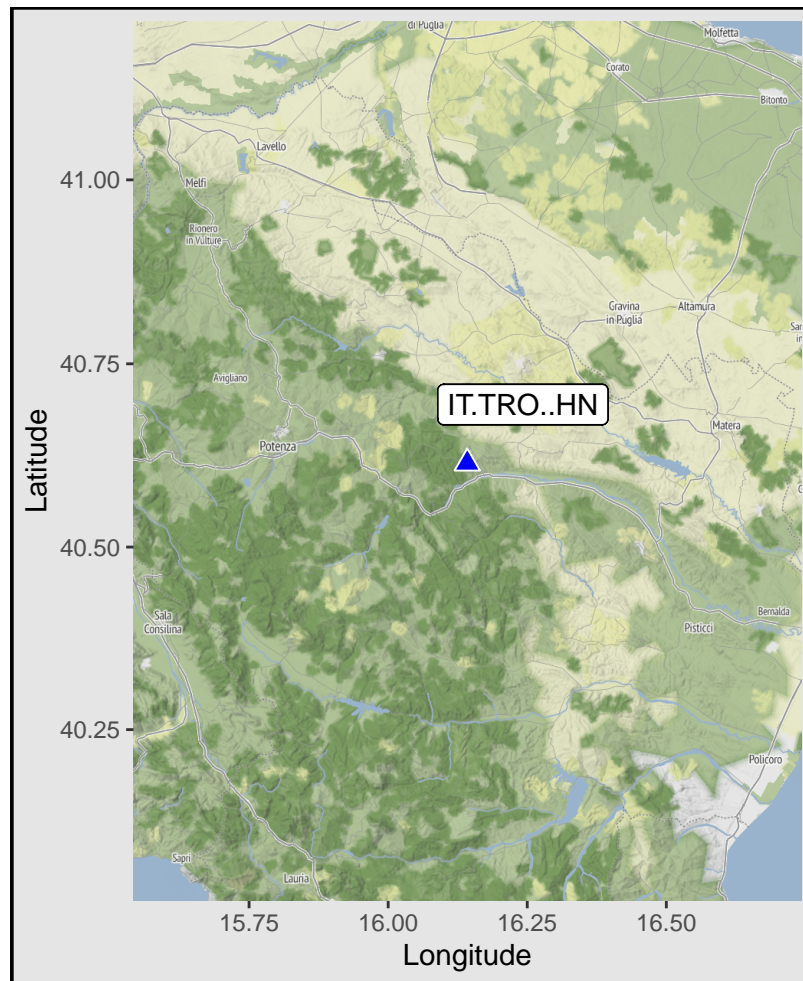 di Puglia
Molfetta
Corato
Bitonto
Lavello
41.00
Melfi
Rionero
in Vulture
Gravina
in Puglia
Altamura
40.75
Avigliano
IT.TRO..HN
Matera
Potenza
Latitude
40.50
Sala
Consilina
Bernalda
Pisticci
40.25
Policoro
Sapri
Lauria
15.75
16.00
16.25
16.50
Longitude